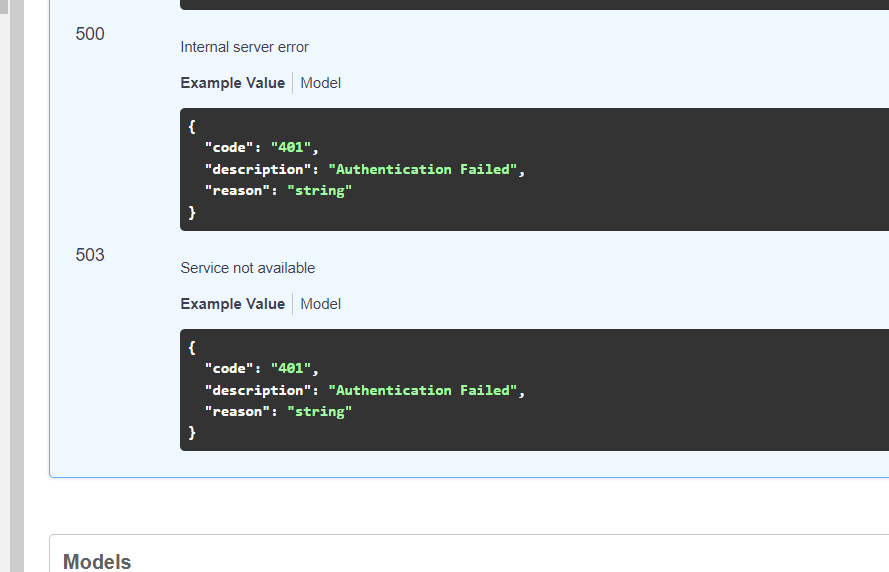 500
Internal server error
Example Value Model
{
"code": "401",
"description": "Authentication Failed",
"reason": "string"
}
503
Service not available
Example Value Model
{
"code": "401",
"description": "Authentication Failed",
"reason": "string"
}
Models